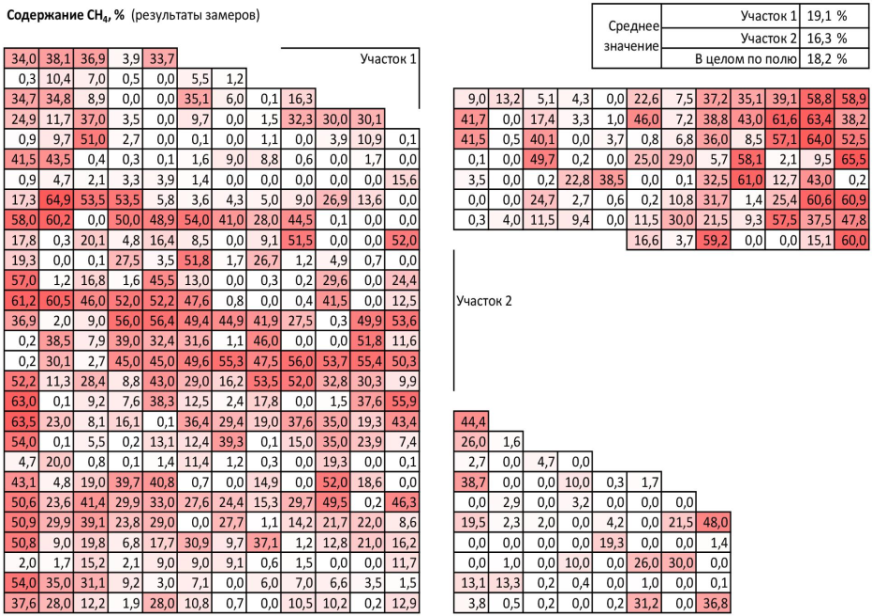 Содержание CH4, % (результаты замеров)
Среднее значение
Участок 1 19,1 %
Участок 2 16,3 %
В целом по полю 18,2 %
Участок 1
34,0 38,1 36,9 3,9 33,7
0,3 10,4 7,0 0,5 0,0 5,5 1,2
34,7 34,8 8,9 0,0 0,0 35,1 6,0 0,1 16,3
24,9 11,7 37,0 3,5 0,0 9,7 0,0 1,5 32,3 30,0 30,1
0,9 9,7 51,0 2,7 0,0 0,1 0,0 1,1 0,0 3,9 10,9 0,1
41,5 43,5 0,4 0,3 0,1 1,6 9,0 8,8 0,6 0,0 1,7 0,0
0,9 4,7 2,1 3,3 3,9 1,4 0,0 0,0 0,0 0,0 0,0 15,6
17,3 64,9 53,5 53,5 5,8 3,6 4,3 5,0 9,0 26,9 13,6 0,0
58,0 60,2 0,0 50,0 48,9 54,0 41,0 28,0 44,5 0,1 0,0 0,0
17,8 0,3 20,1 4,8 16,4 8,5 0,0 9,1 51,5 0,0 0,0 52,0
19,3 0,0 0,1 27,5 3,5 51,8 1,7 26,7 1,2 4,9 0,7 0,0
57,0 1,2 16,8 1,6 45,5 13,0 0,0 0,3 0,2 29,6 0,0 24,4
61,2 60,5 46,0 52,0 52,2 47,6 0,8 0,0 0,4 41,5 0,0 12,5
36,9 2,0 9,0 56,0 56,4 49,4 44,9 41,9 27,5 0,3 49,9 53,6
0,2 38,5 7,9 39,0 32,4 31,6 1,1 46,0 0,0 0,0 51,8 11,6
0,2 30,1 2,7 45,0 45,0 49,6 55,3 47,5 56,0 53,7 55,4 50,3
52,2 11,3 28,4 8,8 43,0 29,0 16,2 53,5 52,0 32,8 30,3 9,9
63,0 0,1 9,2 7,6 38,3 12,5 2,4 17,8 0,0 1,5 37,6 55,9
63,5 23,0 8,1 16,1 0,1 36,4 29,4 19,0 37,6 35,0 19,3 43,4
54,0 0,1 5,5 0,2 13,1 12,4 39,3 0,1 15,0 35,0 23,9 7,4
4,7 20,0 0,8 0,1 1,4 11,4 1,2 0,3 0,0 19,3 0,0 0,1
43,1 4,8 19,0 39,7 40,8 0,7 0,0 14,9 0,0 52,0 18,6 0,0
50,6 23,6 41,4 29,9 33,0 27,6 24,4 15,3 29,7 49,5 0,2 46,3
50,9 29,9 39,1 23,8 29,0 0,0 27,7 1,1 14,2 21,7 22,0 8,6
50,8 9,0 19,8 6,8 17,7 30,9 9,7 37,1 1,2 12,8 21,0 16,2
2,0 1,7 15,2 2,1 9,0 9,0 9,1 0,6 1,5 0,0 0,0 11,7
54,0 35,0 31,1 9,2 3,0 7,1 0,0 6,0 7,0 6,6 3,5 1,5
37,6 28,0 12,2 1,9 28,0 10,8 0,7 0,0 10,5 10,2 0,2 12,9
9,0 13,2 5,1 4,3 0,0 22,6 7,5 37,2 35,1 39,1 58,8 58,9
41,7 0,0 17,4 3,3 1,0 46,0 7,2 38,8 43,0 61,6 63,4 38,2
41,5 0,5 40,1 0,0 3,7 0,8 6,8 36,0 8,5 57,1 64,0 52,5
0,1 0,0 49,7 0,2 0,0 25,0 29,0 5,7 58,1 2,1 9,5 65,5
3,5 0,0 0,2 22,8 38,5 0,0 0,1 32,5 61,0 12,7 43,0 0,2
0,0 0,0 24,7 2,7 0,6 0,2 10,8 31,7 1,4 25,4 60,6 60,9
0,3 4,0 11,5 9,4 0,0 11,5 30,0 21,5 9,3 57,5 37,5 47,8
16,6 3,7 59,2 0,0 0,0 15,1 60,0
Участок 2
44,4
26,0 1,6
2,7 0,0 4,7 0,0
38,7 0,0 0,0 10,0 0,3 1,7
0,0 2,9 0,0 3,2 0,0 0,0 0,0
19,5 2,3 2,0 0,0 4,2 0,0 21,5 48,0
0,0 0,0 0,0 0,0 19,3 0,0 0,0 1,4
0,0 1,0 0,0 10,0 0,0 26,0 30,0 0,0
13,1 13,3 0,2 0,4 0,0 1,0 0,0 0,1
3,8 0,5 0,2 0,0 0,2 31,2 0,0 36,8